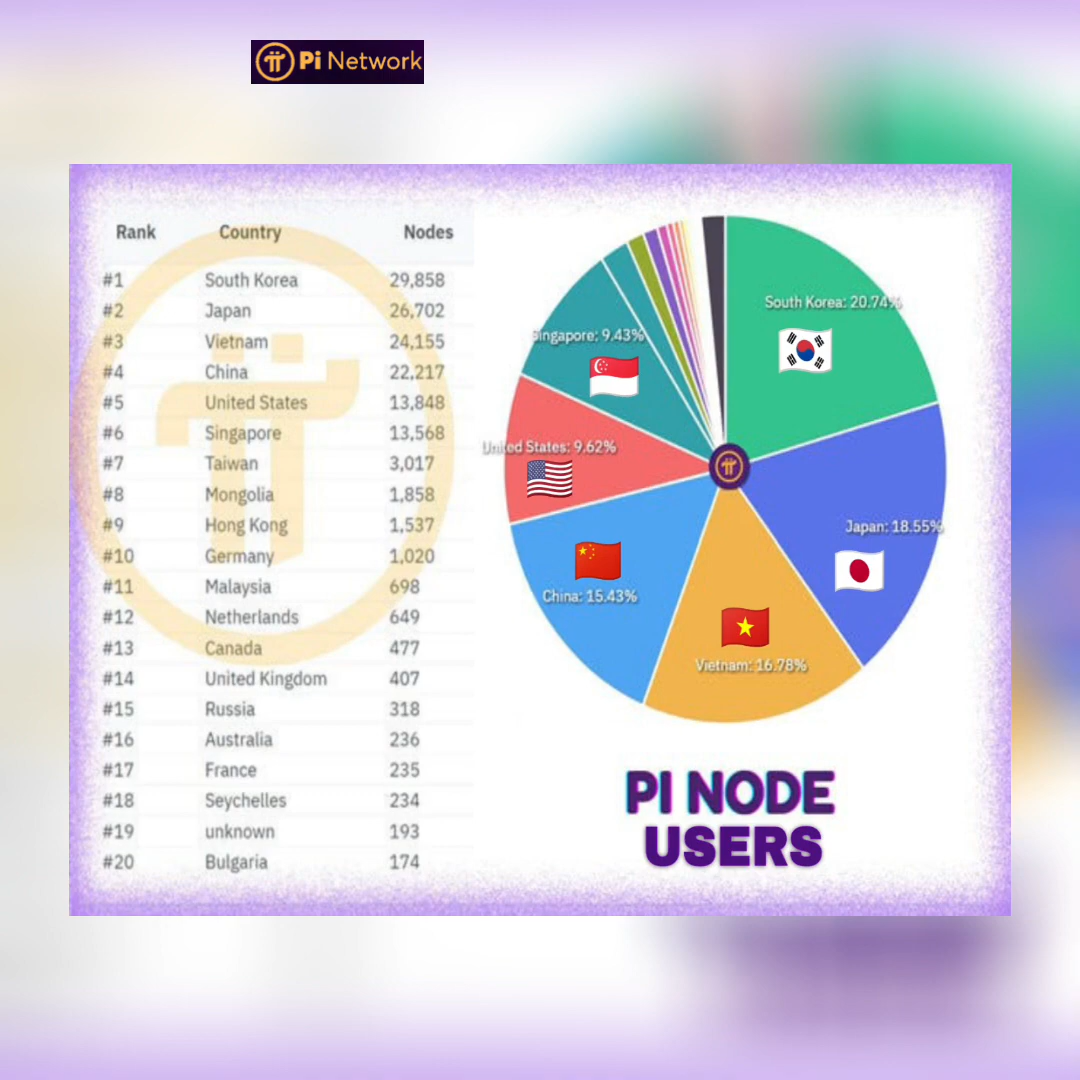 Pi Network
Rank Country Nodes
#1 South Korea 29,858
#2 Japan 26,702
#3 Vietnam 24,155
#4 China 22,217
#5 United States 13,848
#6 Singapore 13,568
#7 Taiwan 3,017
#8 Mongolia 1,858
#9 Hong Kong 1,537
#10 Germany 1,020
#11 Malaysia 698
#12 Netherlands 649
#13 Canada 477
#14 United Kingdom 407
#15 Russia 318
#16 Australia 236
#17 France 235
#18 Seychelles 234
#19 unknown 193
#20 Bulgaria 174
South Korea: 20.74%
Singapore: 9.43%
United States: 9.62%
Japan: 18.55%
China: 15.43%
Vietnam: 16.78%
PI NODE
USERS